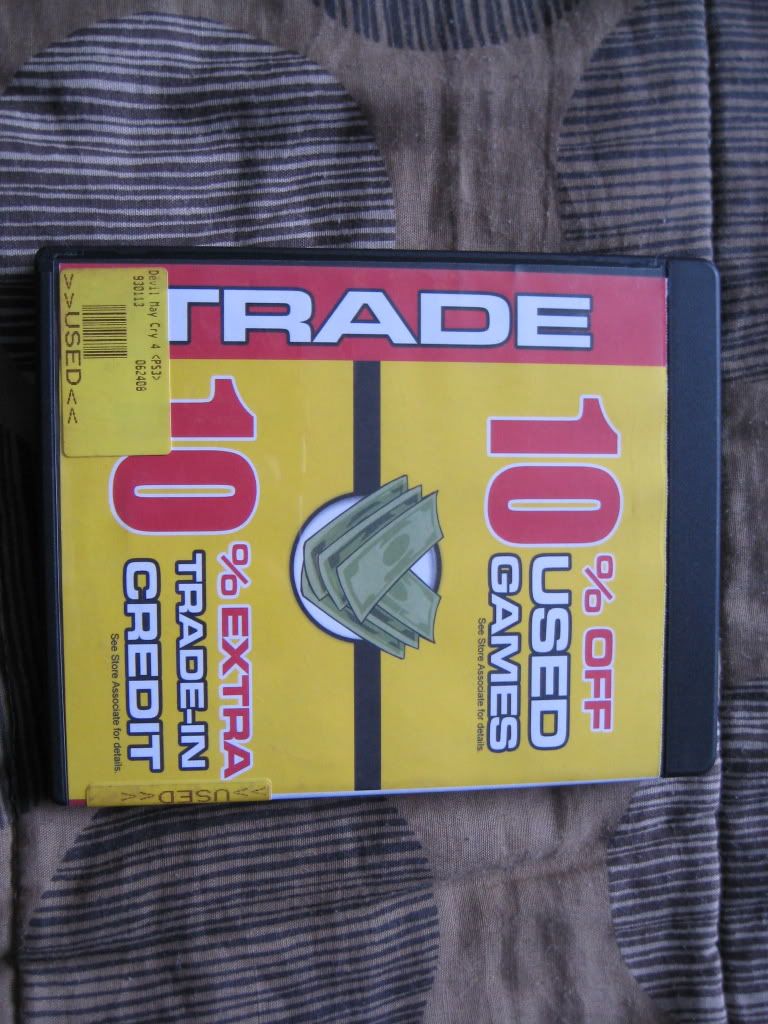 Devil May Cry 4 <PS3>
930113 062408
>>USED<<
TRADE
10% OFF
USED
GAMES
See Store Associate for details.
10% EXTRA
TRADE-IN
CREDIT
See Store Associate for details.
>>USED<<